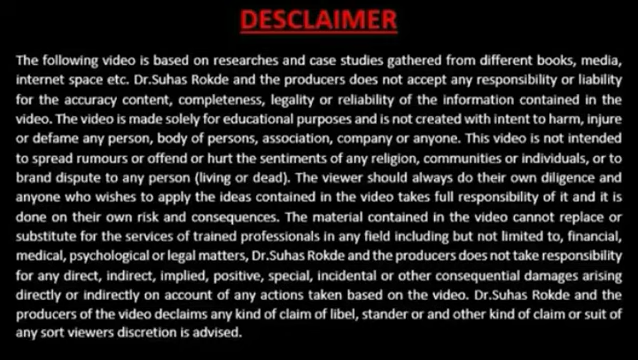 DESCLAIMER
The following video is based on researches and case studies gathered from different books, media,
internet space etc. Dr.Suhas Rokde and the producers does not accept any responsibility or liability
for the accuracy content, completeness, legality or reliability of the information contained in the
video. The video is made solely for educational purposes and is not created with intent to harm, injure
or defame any person, body of persons, association, company or anyone. This video is not intended
to spread rumours or offend or hurt the sentiments of any religion, communities or individuals, or to
brand dispute to any person (living or dead). The viewer should always do their own diligence and
anyone who wishes to apply the ideas contained in the video takes full responsibility of it and it is
done on their own risk and consequences. The material contained in the video cannot replace or
substitute for the services of trained professionals in any field including but not limited to, financial,
medical, psychological or legal matters, Dr.Suhas Rokde and the producers does not take responsibility
for any direct, indirect, implied, positive, special, incidental or other consequential damages arising
directly or indirectly on account of any actions taken based on the video. Dr.Suhas Rokde and the
producers of the video declaims any kind of claim of libel, stander or and other kind of claim or suit of
any sort viewers discretion is advised.